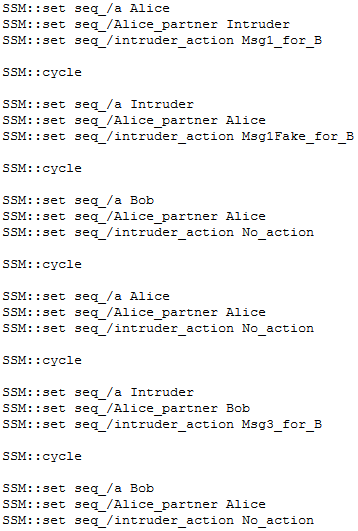 SSM::set seq_/a Alice
SSM::set seq_/Alice_partner Intruder
SSM::set seq_/intruder_action Msg1_for_B
SSM::cycle
SSM::set seq_/a Intruder
SSM::set seq_/Alice_partner Alice
SSM::set seq_/intruder_action Msg1Fake_for_B
SSM::cycle
SSM::set seq_/a Bob
SSM::set seq_/Alice_partner Alice
SSM::set seq_/intruder_action No_action
SSM::cycle
SSM::set seq_/a Alice
SSM::set seq_/Alice_partner Alice
SSM::set seq_/intruder_action No_action
SSM::cycle
SSM::set seq_/a Intruder
SSM::set seq_/Alice_partner Bob
SSM::set seq_/intruder_action Msg3_for_B
SSM::cycle
SSM::set seq_/a Bob
SSM::set seq_/Alice_partner Alice
SSM::set seq_/intruder_action No_action